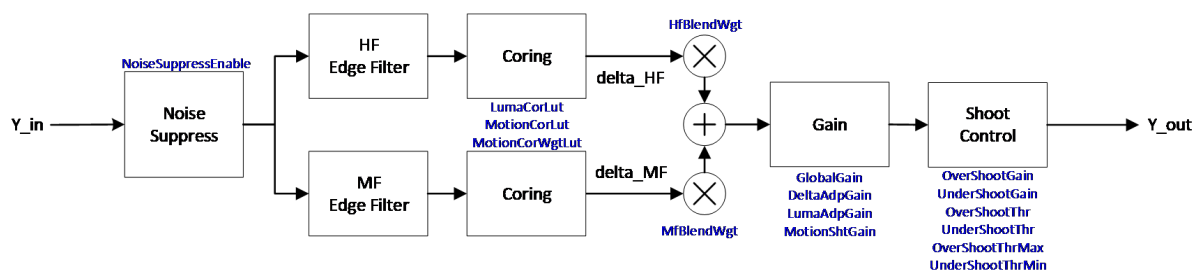 HfBlendWgt
HF
Edge Filter
Coring
NoiseSuppressEnable
delta_HF
Noise
Suppress
LumaCorLut
MotionCorLut
MotionCorWgtLut
Y_in
Gain
Shoot
Control
Y_out
MF
Edge Filter
Coring
delta_MF
MfBlendWgt
GlobalGain
DeltaAdpGain
LumaAdpGain
MotionShtGain
OverShootGain
UnderShootGain
OverShootThr
UnderShootThr
OverShootThrMax
UnderShootThrMin